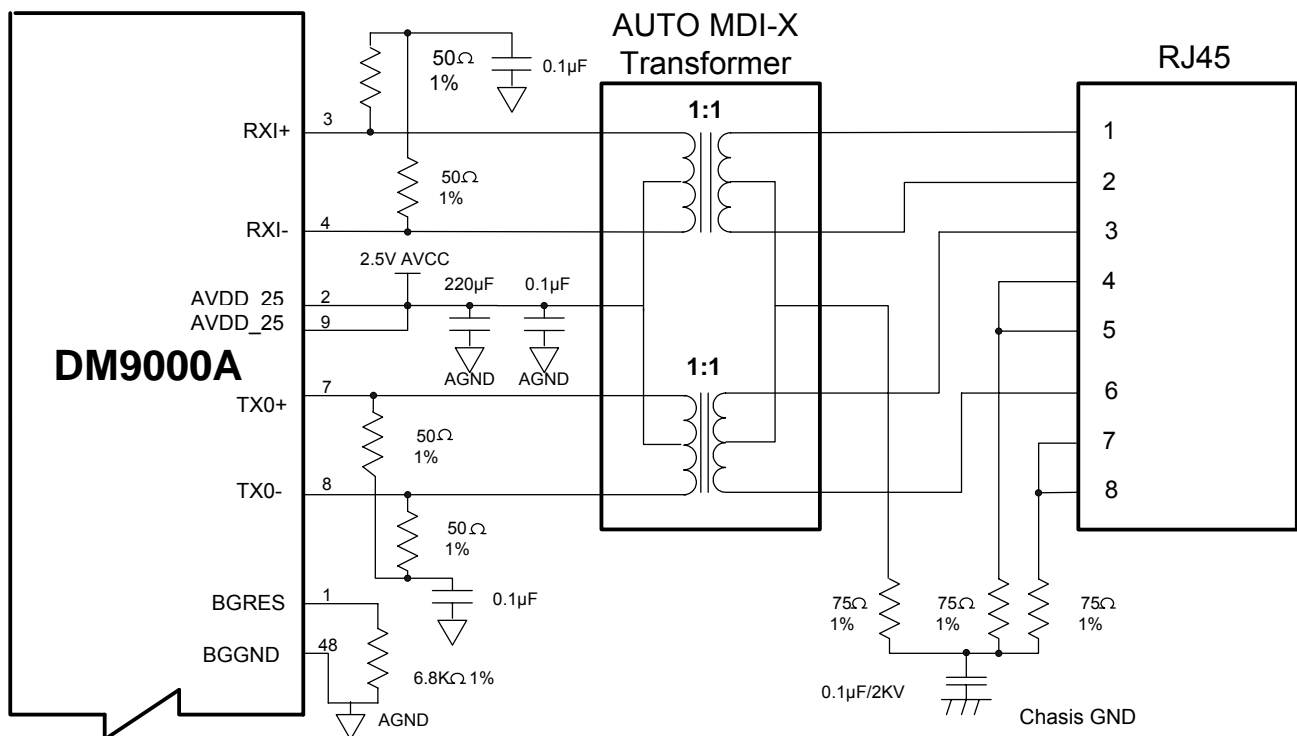 AUTO MDI-X
Transformer
RJ45
50Ω
1%
0.1µF
1:1
RXI+
3
1
2
50Ω
1%
RXI-
4
3
2.5V AVCC
220µF
0.1µF
4
AVDD_25
2
AVDD_25
9
5
DM9000A
AGND
AGND
1:1
7
TX0+
6
50Ω
1%
7
TX0-
8
8
50Ω
1%
BGRES
1
0.1µF
75Ω
1%
75Ω
1%
75Ω
1%
BGGND
48
6.8KΩ 1%
AGND
0.1µF/2KV
Chasis GND